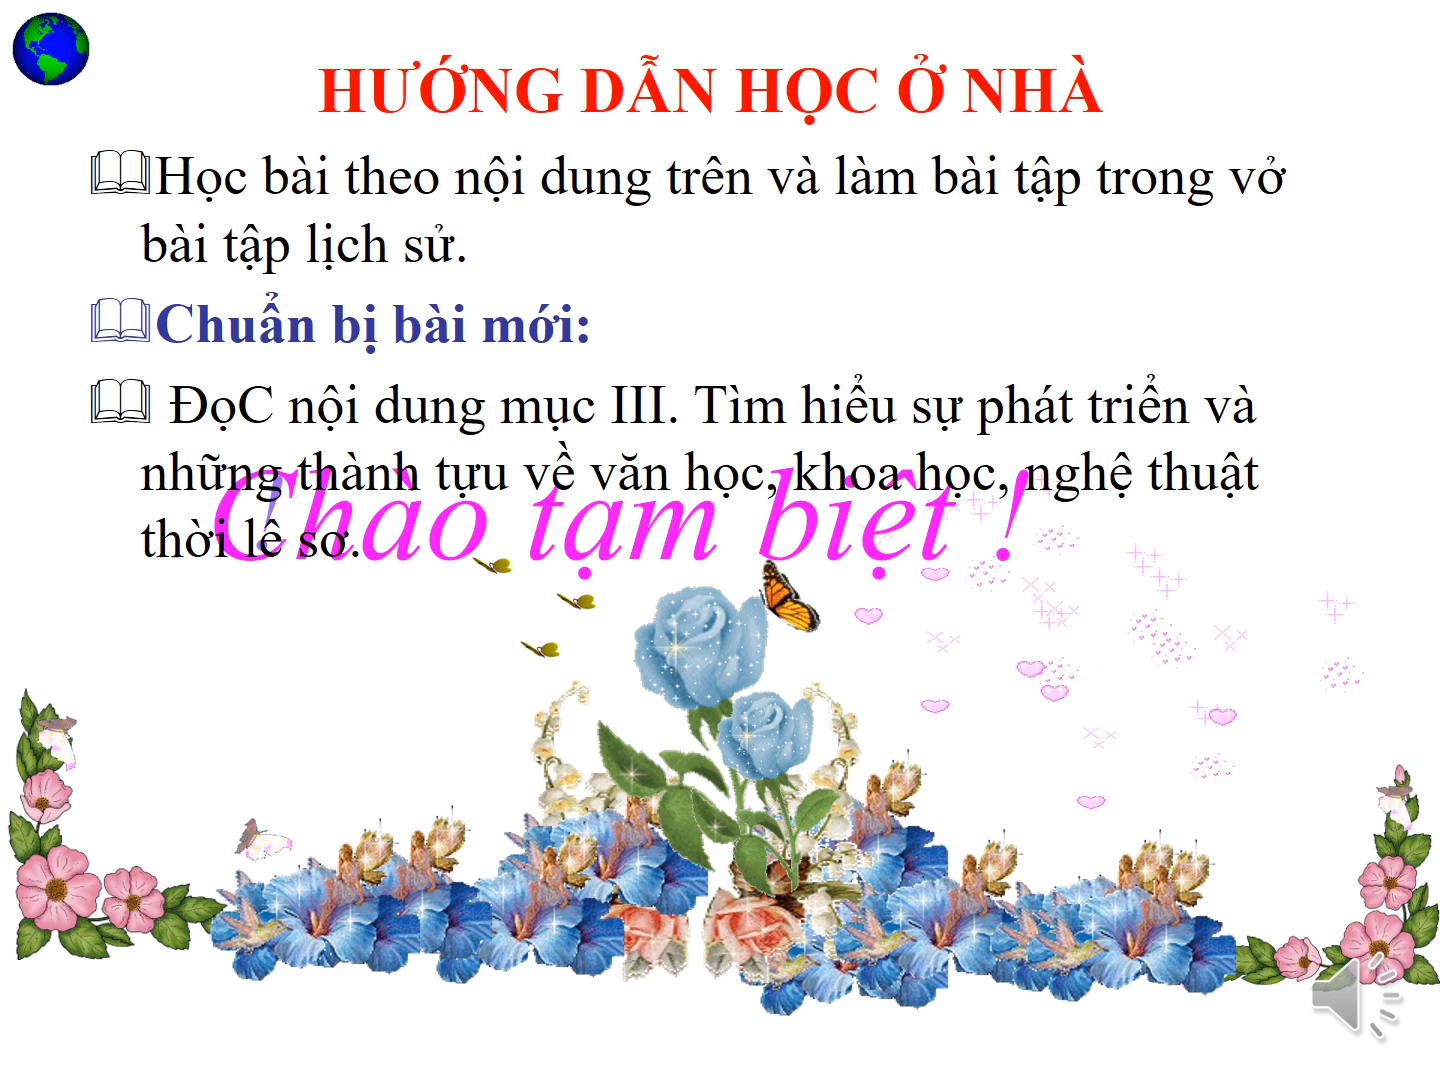 HƯỚNG DẪN HỌC Ở NHÀ
Học bài theo nội dung trên và làm bài tập trong vở
bài tập lịch sử.
Chuẩn bị bài mới:
ĐọC nội dung mục III. Tìm hiểu sự phát triển và
những thành tựu về văn học, khoa học, nghệ thuật
thời lê sơ.
Chào tạm biệt !